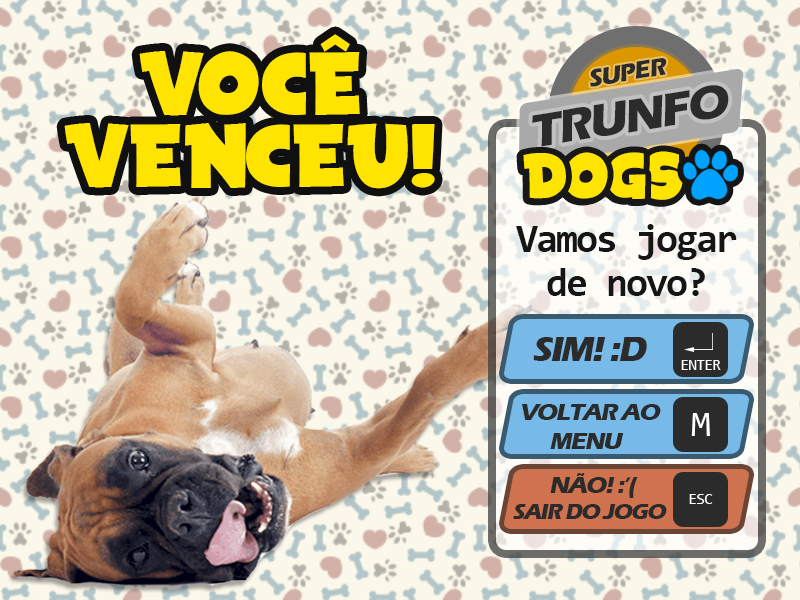 VOCÊ
VENCEU!
SUPER
TRUNFO
DOGS
Vamos jogar
de novo?
SIM! :D
ENTER
VOLTAR AO
MENU
M
NÃO! :'(
SAIR DO JOGO
ESC